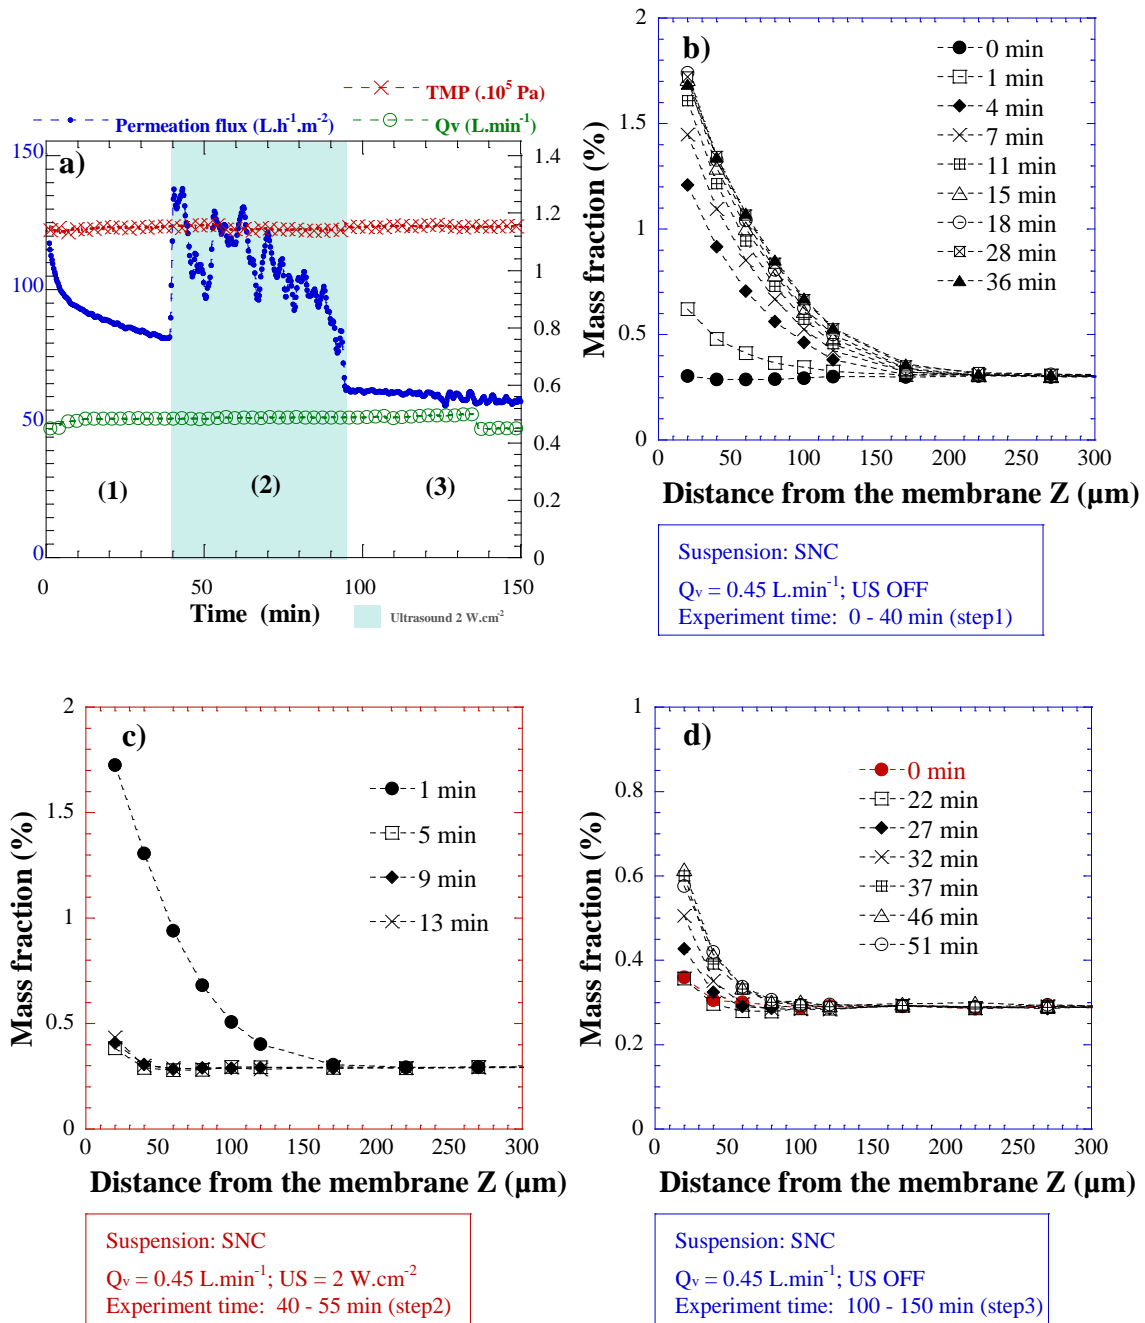 TMP (.10⁵ Pa)
Permeation flux (L.h⁻¹.m⁻²)
Qv (L.min⁻¹)
a)
150
100
50
0
1.4
1.2
1
0.8
0.6
0.4
0.2
0
(1)
(2)
(3)
0
50
100
150
Time (min)
Ultrasound 2 W.cm⁻²
b)
0 min
1 min
4 min
7 min
11 min
15 min
18 min
28 min
36 min
Mass fraction (%)
2
1.5
1
0.5
0
0 50 100 150 200 250 300
Distance from the membrane Z (µm)
Suspension: SNC
Qv = 0.45 L.min⁻¹; US OFF
Experiment time: 0 - 40 min (step1)
c)
1 min
5 min
9 min
13 min
Mass fraction (%)
2
1.5
1
0.5
0
0 50 100 150 200 250 300
Distance from the membrane Z (µm)
Suspension: SNC
Qv = 0.45 L.min⁻¹; US = 2 W.cm⁻²
Experiment time: 40 - 55 min (step2)
d)
0 min
22 min
27 min
32 min
37 min
46 min
51 min
Mass fraction (%)
1
0.8
0.6
0.4
0.2
0
0 50 100 150 200 250 300
Distance from the membrane Z (µm)
Suspension: SNC
Qv = 0.45 L.min⁻¹; US OFF
Experiment time: 100 - 150 min (step3)